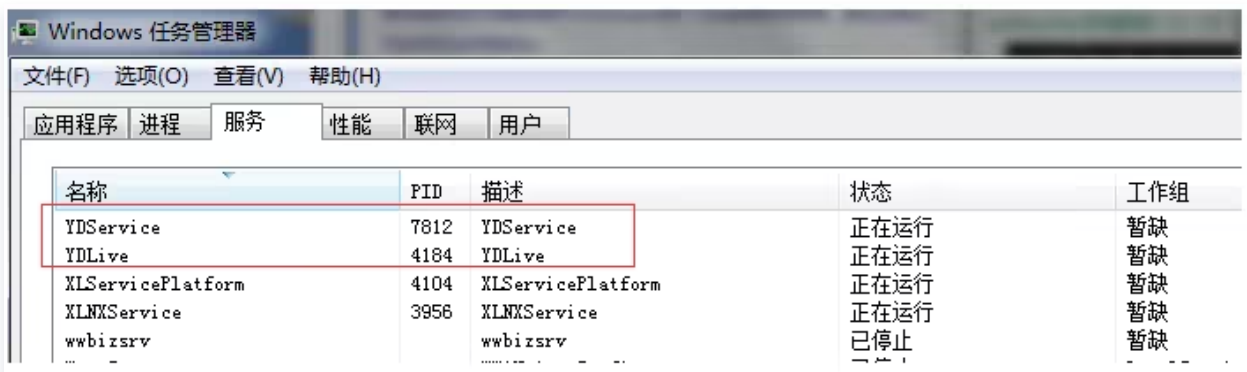 Windows 任务管理器
文件(F) 选项(O) 查看(V) 帮助(H)
应用程序 进程 服务 性能 联网 用户
名称 PID 描述 状态 工作组
YDService 7812 YDService 正在运行 暂缺
YDLive 4184 YDLive 正在运行 暂缺
XLServicePlatform 4104 XLServicePlatform 正在运行 暂缺
XLNXService 3956 XLNXService 正在运行 暂缺
wwbizsrv wwbizsrv 已停止 暂缺